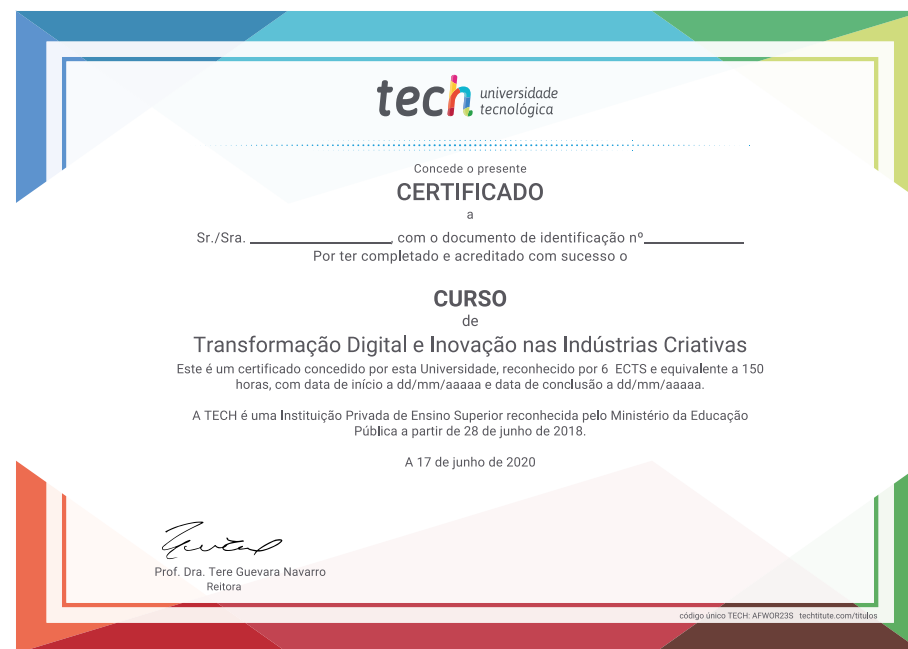 tech universidade
tecnológica
Concede o presente
CERTIFICADO
a
Sr./Sra. , com o documento de identificação nº
Por ter completado e acreditado com sucesso o
CURSO
de
Transformação Digital e Inovação nas Indústrias Criativas
Este é um certificado concedido por esta Universidade, reconhecido por 6 ECTS e equivalente a 150
horas, com data de início a dd/mm/aaaaa e data de conclusão a dd/mm/aaaaa.
A TECH é uma Instituição Privada de Ensino Superior reconhecida pelo Ministério da Educação
Pública a partir de 28 de junho de 2018.
A 17 de junho de 2020
Prof. Dra. Tere Guevara Navarro
Reitora
código único TECH: AFWOR23S techtitute.com/titulos